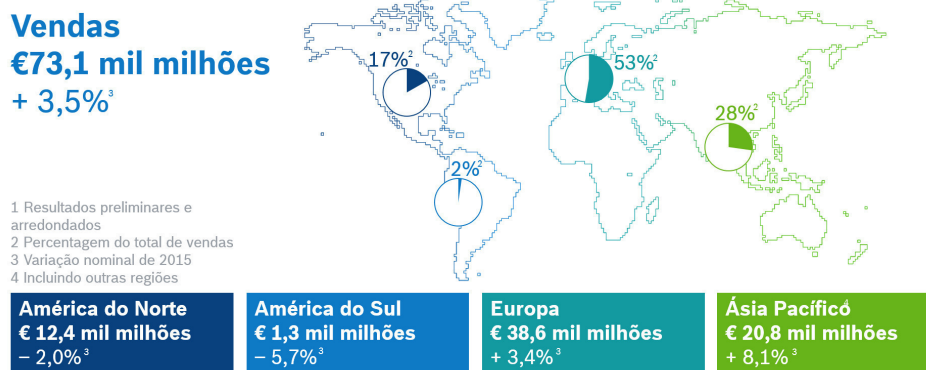 Vendas
€73,1 mil milhões
+ 3,5%³
17%²
53%²
28%²
2%²
1 Resultados preliminares e
arredondados
2 Percentagem do total de vendas
3 Variação nominal de 2015
4 Incluindo outras regiões
América do Norte
€ 12,4 mil milhões
– 2,0%³
América do Sul
€ 1,3 mil milhões
– 5,7%³
Europa
€ 38,6 mil milhões
+ 3,4%³
Ásia Pacífico⁴
€ 20,8 mil milhões
+ 8,1%³